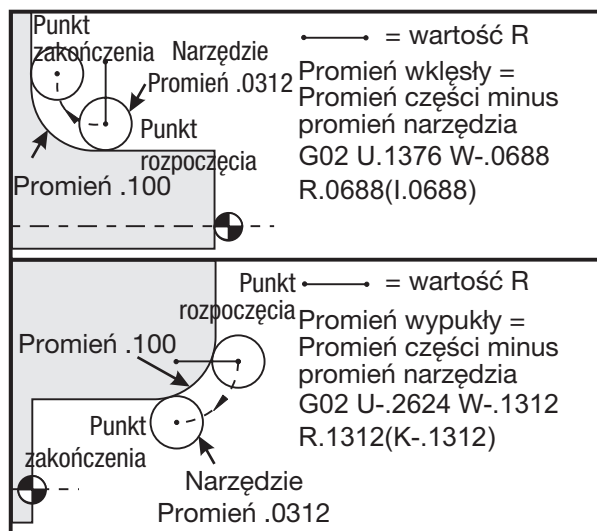 Punkt
zakończenia
Narzędzie
Promień .0312
Punkt
rozpoczęcia
Promień .100
= wartość R
Promień wklęsły =
Promień części minus
promień narzędzia
G02 U.1376 W-.0688
R.0688(I.0688)
Punkt
rozpoczęcia
Promień .100
Punkt
zakończenia
Narzędzie
Promień .0312
= wartość R
Promień wypukły =
Promień części minus
promień narzędzia
G02 U-.2624 W-.1312
R.1312(K-.1312)